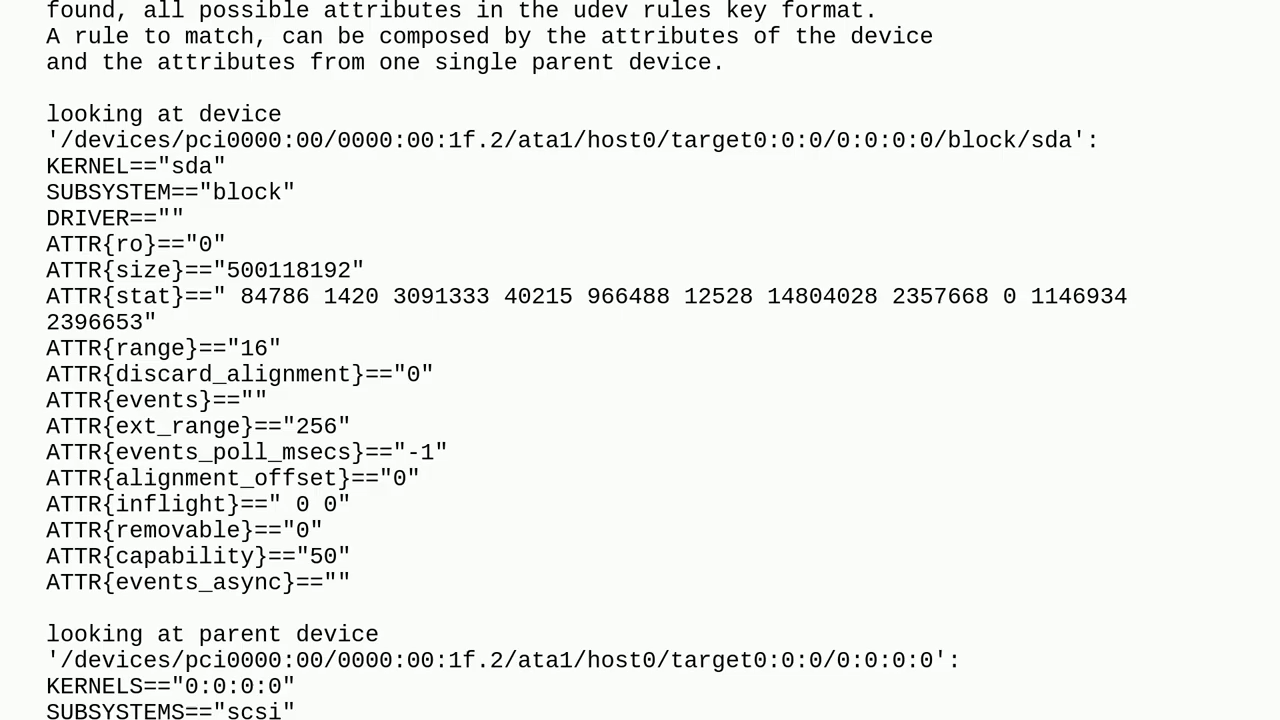 found, all possible attributes in the udev rules key format.
A rule to match, can be composed by the attributes of the device
and the attributes from one single parent device.
looking at device
'/devices/pci0000:00/0000:00:1f.2/ata1/host0/target0:0:0/0:0:0:0/block/sda':
KERNEL=="sda"
SUBSYSTEM=="block"
DRIVER==""
ATTR{ro}=="0"
ATTR{size}=="500118192"
ATTR{stat}==" 84786 1420 3091333 40215 966488 12528 14804028 2357668 0 1146934
2396653"
ATTR{range}=="16"
ATTR{discard_alignment}=="0"
ATTR{events}==""
ATTR{ext_range}=="256"
ATTR{events_poll_msecs}=="-1"
ATTR{alignment_offset}=="0"
ATTR{inflight}==" 0 0"
ATTR{removable}=="0"
ATTR{capability}=="50"
ATTR{events_async}==""
looking at parent device
'/devices/pci0000:00/0000:00:1f.2/ata1/host0/target0:0:0/0:0:0:0':
KERNELS=="0:0:0:0"
SUBSYSTEMS=="scsi"